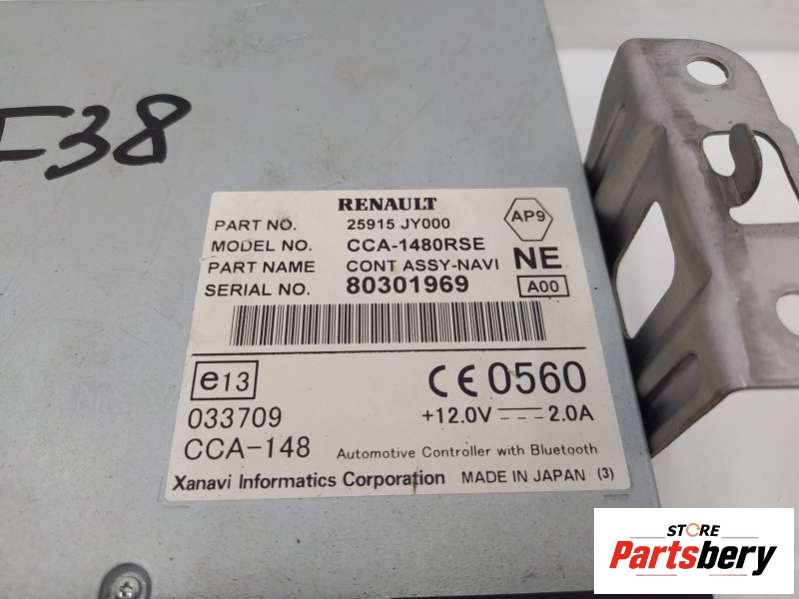 F38
RENAULT
PART NO. 25915 JY000
AP9
MODEL NO. CCA-1480RSE
PART NAME CONT ASSY-NAVI NE
SERIAL NO. 80301969 A00
e13
CE 0560
033709
+12.0V 2.0A
CCA-148 Automotive Controller with Bluetooth
Xanavi Informatics Corporation MADE IN JAPAN (3)
STORE
Partsbery